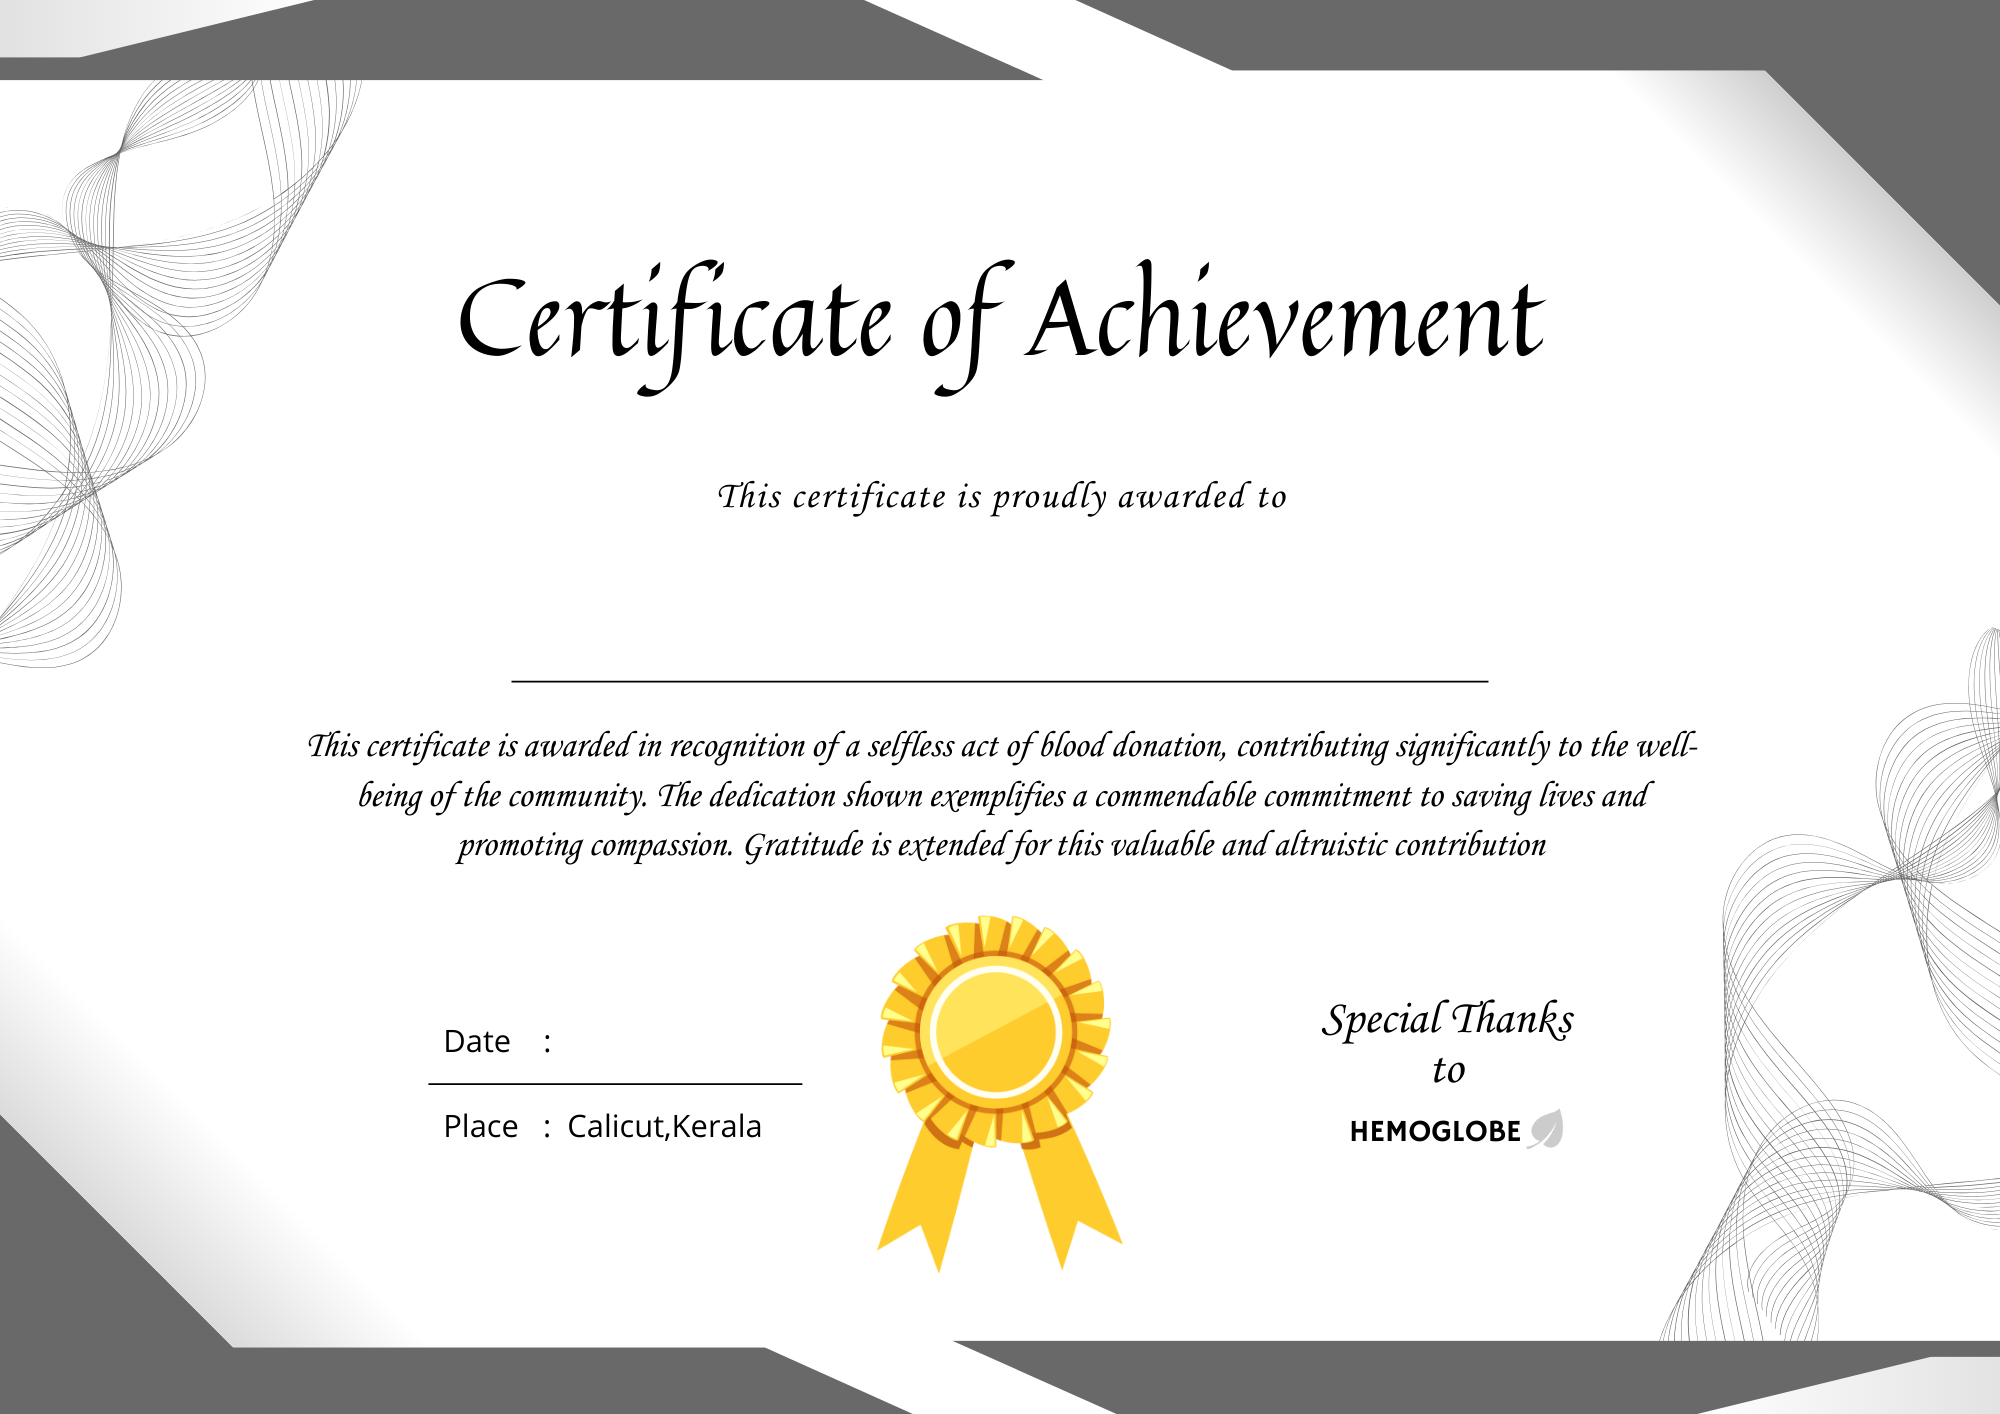 Certificate of Achievement
This certificate is proudly awarded to
This certificate is awarded in recognition of a selfless act of blood donation, contributing significantly to the well-
being of the community. The dedication shown exemplifies a commendable commitment to saving lives and
promoting compassion. Gratitude is extended for this valuable and altruistic contribution
Date :
Place : Calicut,Kerala
Special Thanks
to
HEMOGLOBE